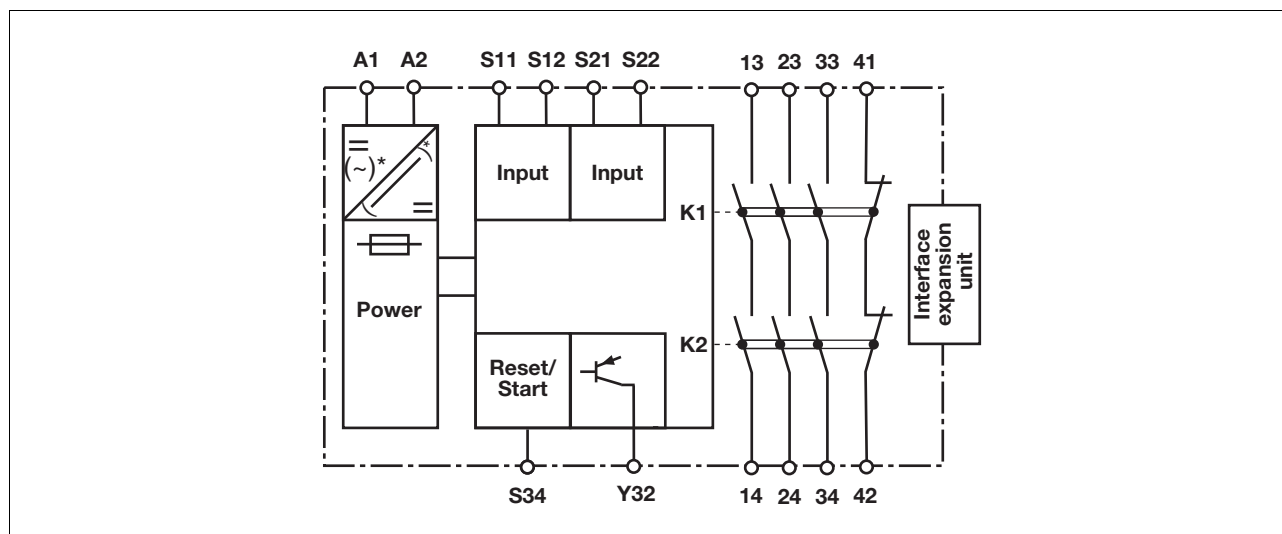 A1 A2 S11 S12 S21 S22 13 23 33 41
= (~)* * =
Input Input
K1
Interface
expansion
unit
Power
K2
Reset/
Start
S34 Y32 14 24 34 42